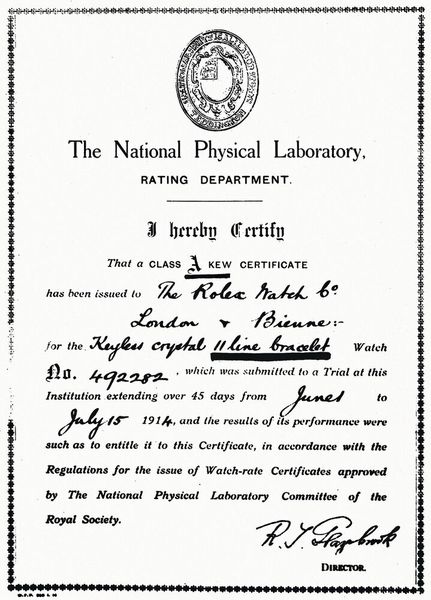 The National Physical Laboratory,
RATING DEPARTMENT.
I hereby Certify
That a CLASS A KEW CERTIFICATE
has been issued to The Rolex Watch Co
London & Bienne:-
for the Keyless crystal 11 line bracelet Watch
No. 492282, which was submitted to a Trial at this
Institution extending over 45 days from June 1 to
July 15 1914, and the results of its performance were
such as to entitle it to this Certificate, in accordance with the
Regulations for the issue of Watch-rate Certificates approved
by The National Physical Laboratory Committee of the
Royal Society.
R. T.
DIRECTOR.